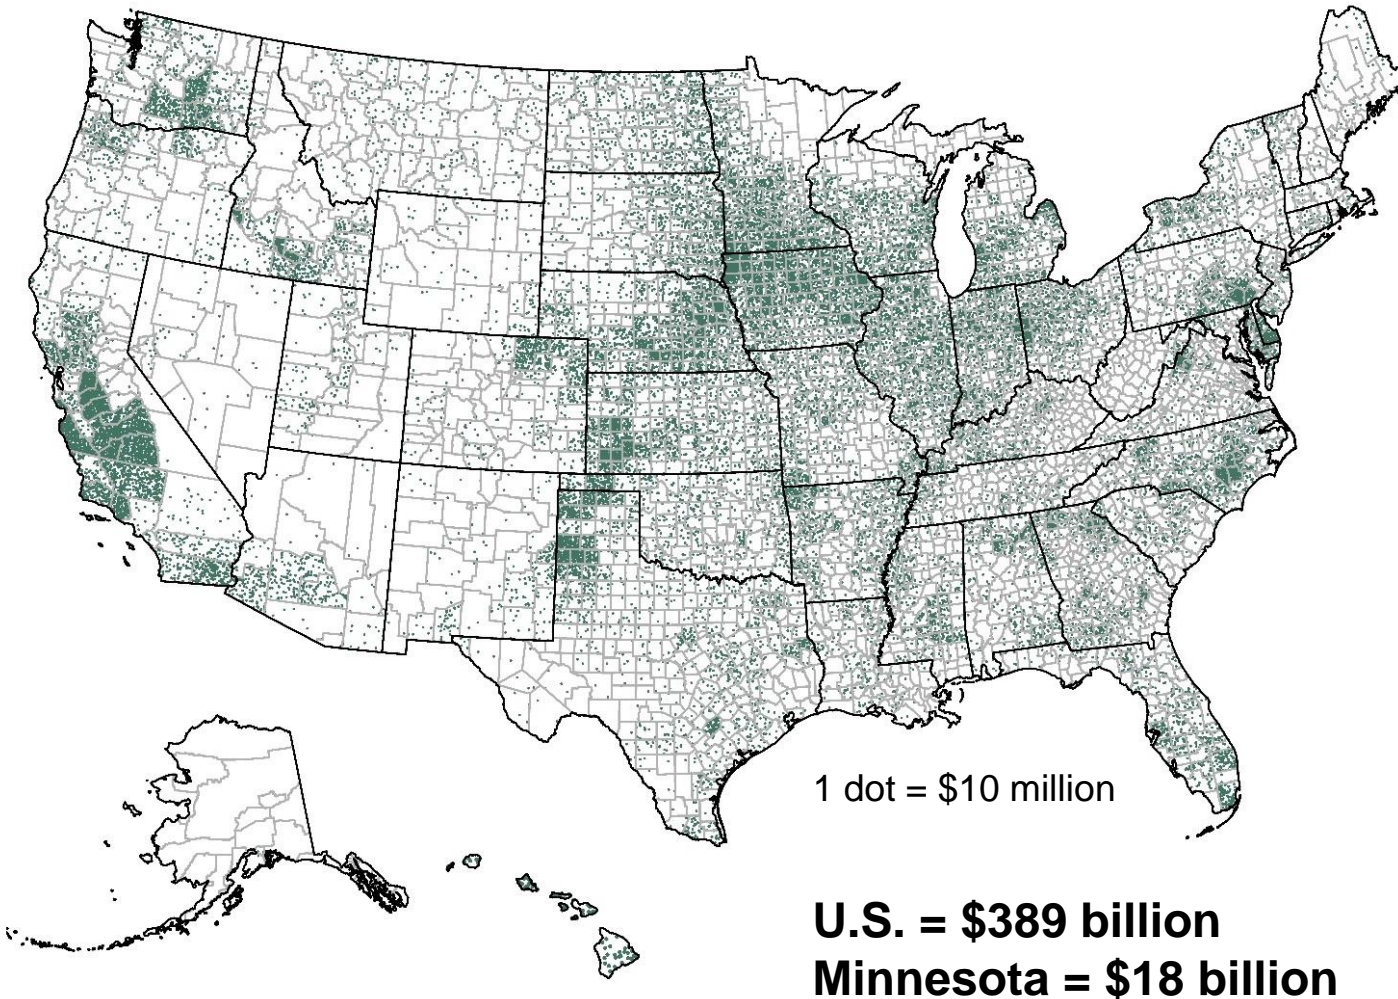 1 dot = $10 million
U.S. = $389 billion
Minnesota = $18 billion